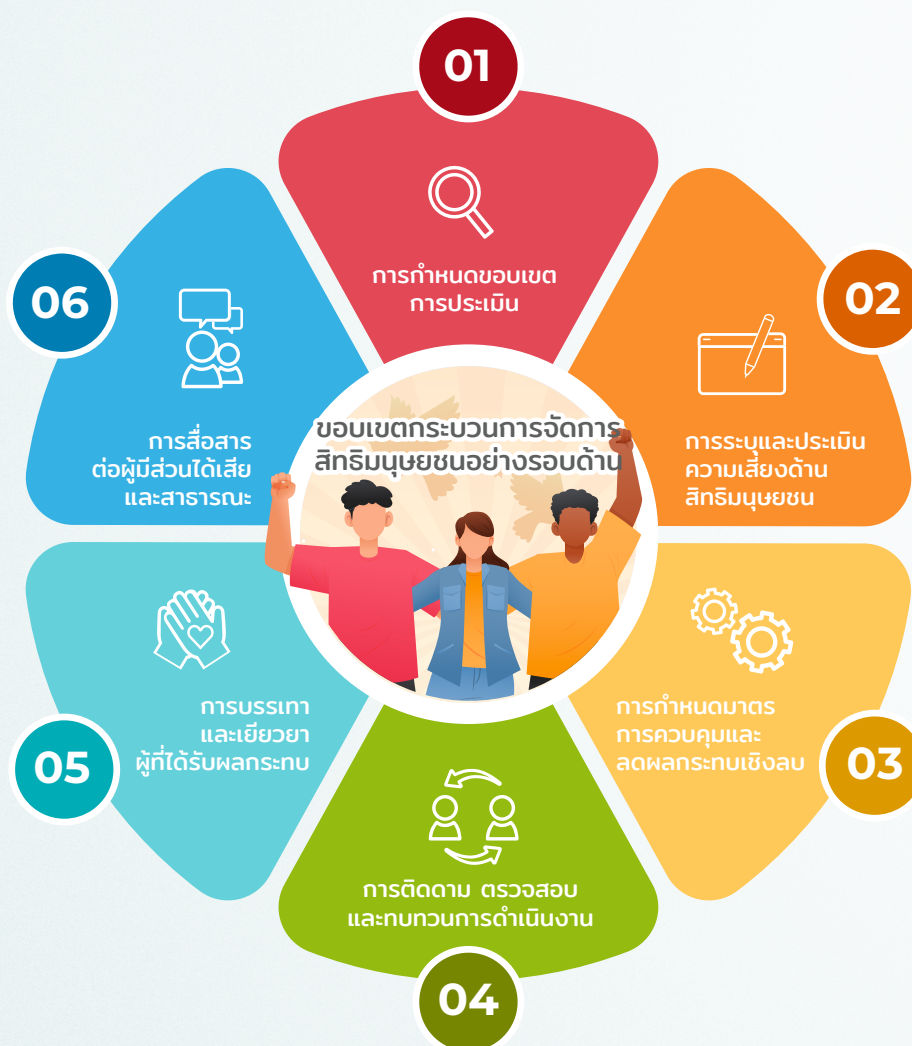 01
การกำหนดขอบเขต
การประเมิน
02
การระบุและประเมิน
ความเสี่ยงด้าน
สิทธิมนุษยชน
03
การกำหนดมาตร
การควบคุมและ
ลดผลกระทบเชิงลบ
04
การติดตาม ตรวจสอบ
และทบทวนการดำเนินงาน
05
การบรรเทา
และเยียวยา
ผู้ที่ได้รับผลกระทบ
06
การสื่อสาร
ต่อผู้มีส่วนได้เสีย
และสาธารณะ
ขอบเขตกระบวนการจัดการ
สิทธิมนุษยชนอย่างรอบด้าน